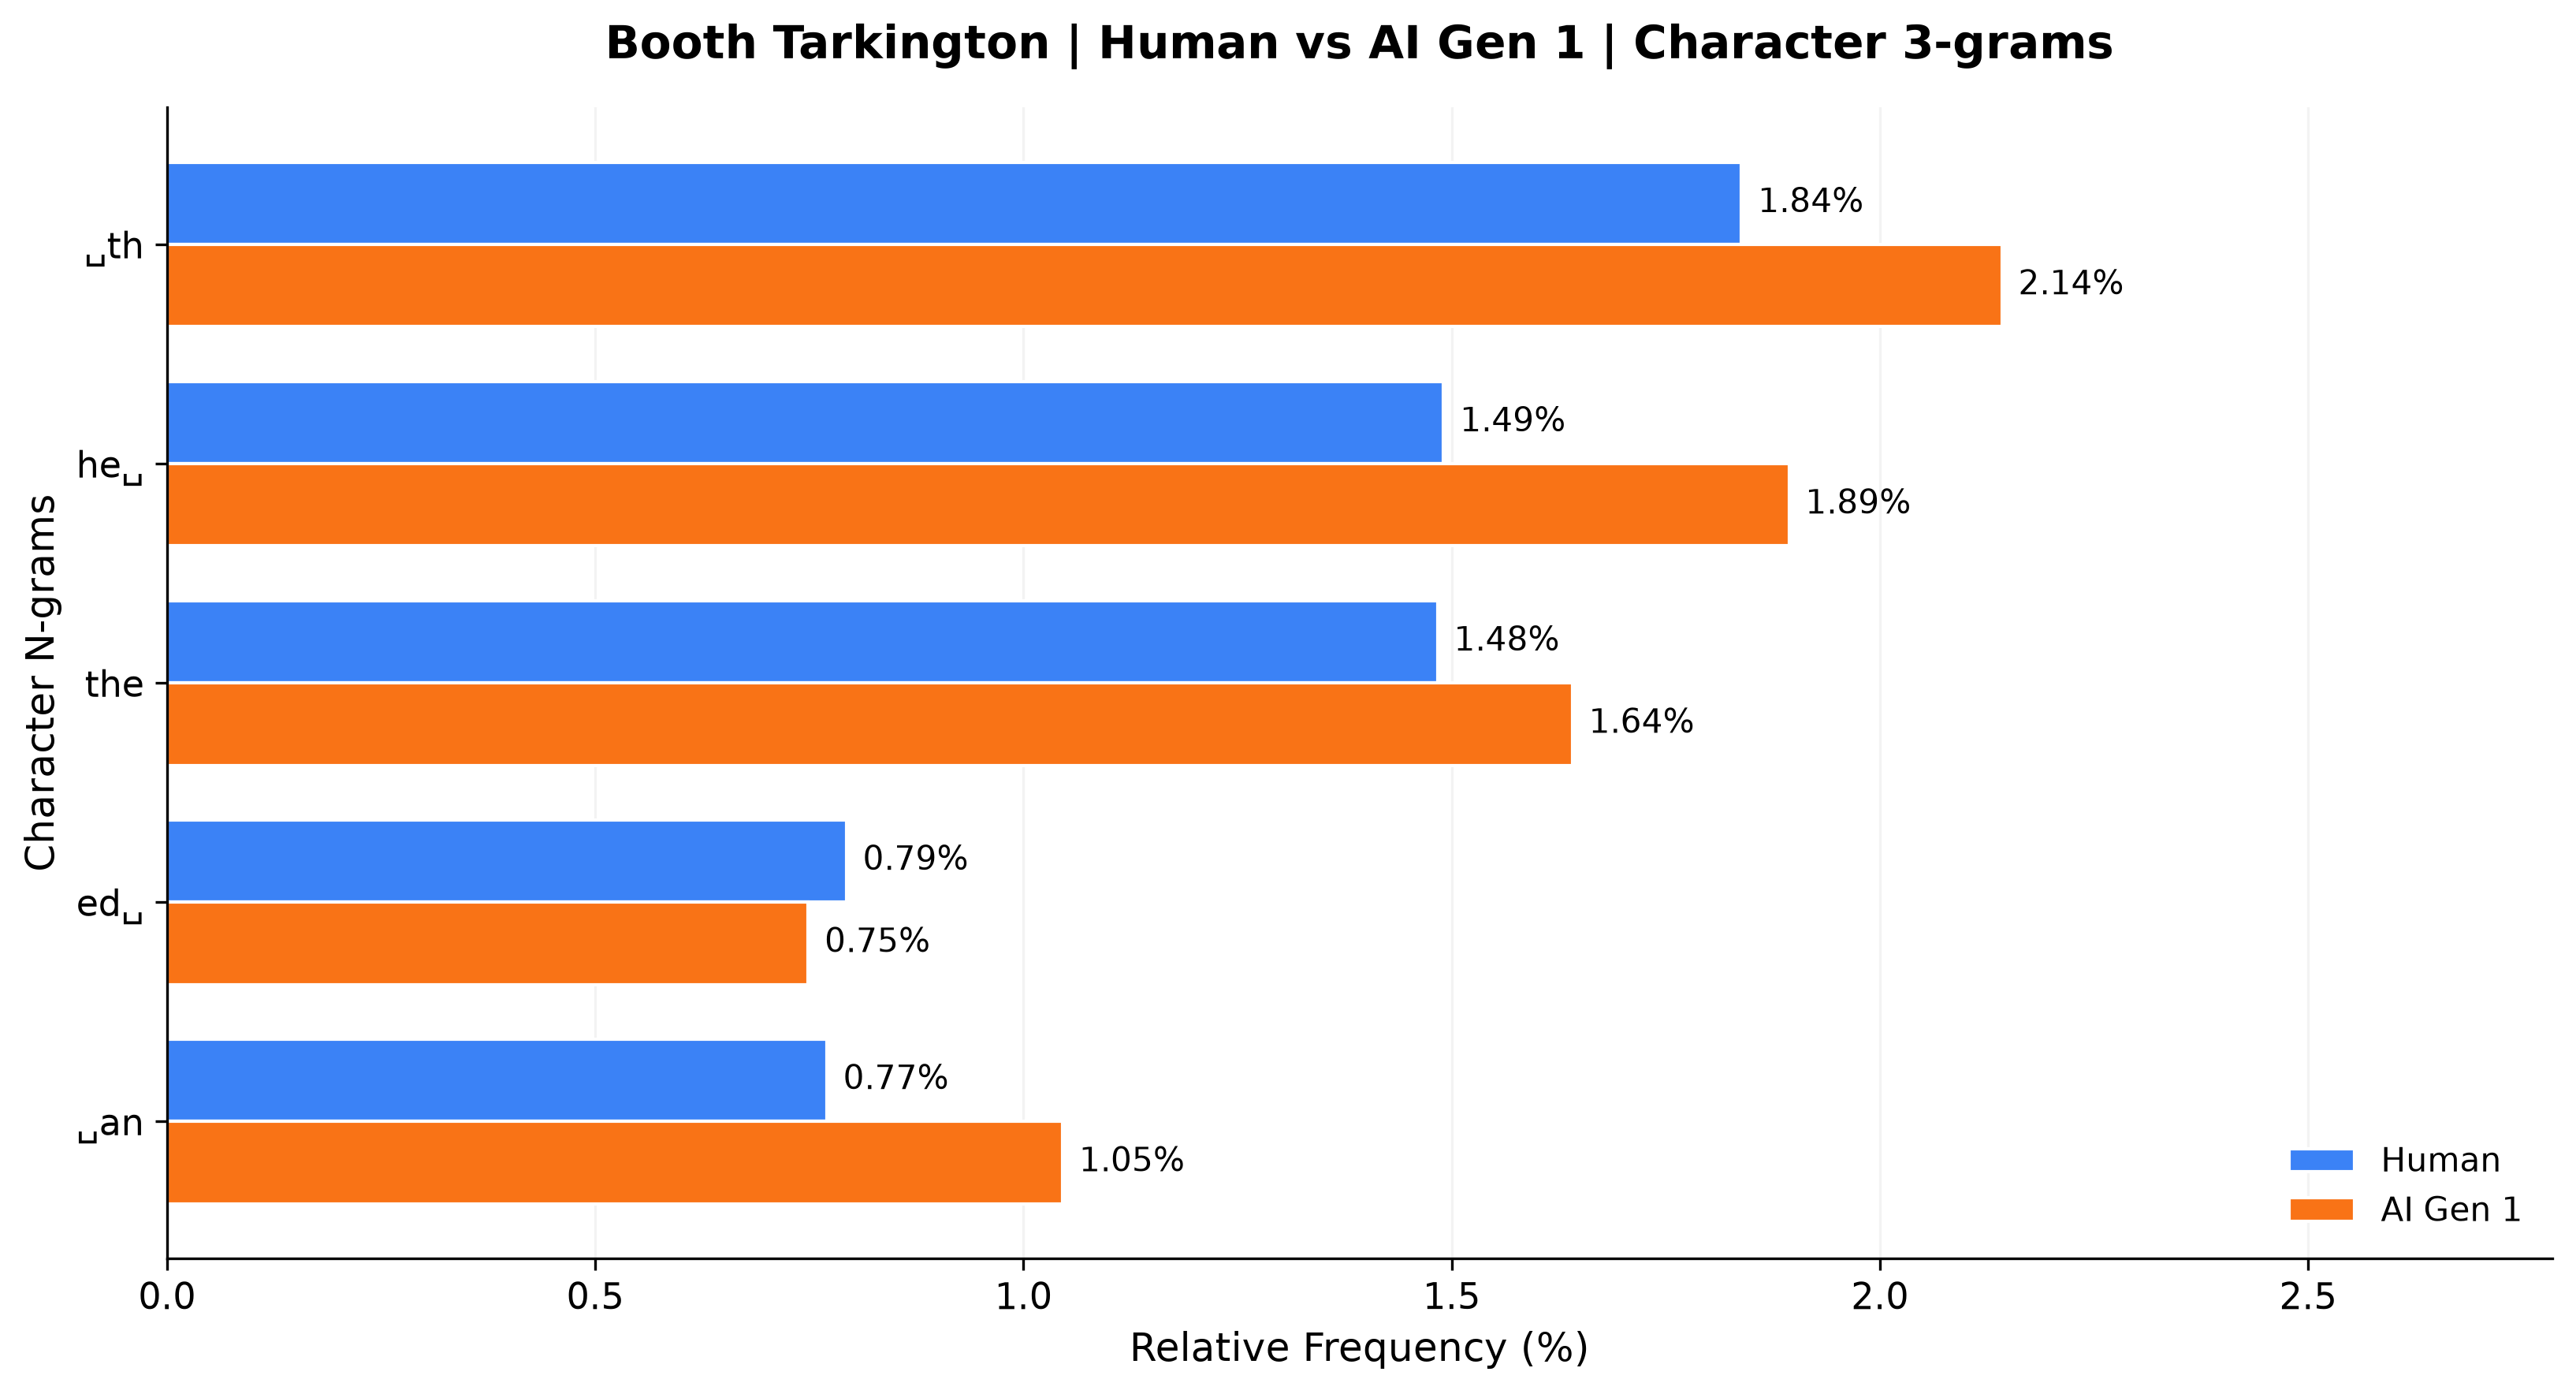 Booth Tarkington | Human vs AI Gen 1 | Character 3-grams
Character N-grams
␣th
1.84%
2.14%
he␣
1.49%
1.89%
the
1.48%
1.64%
ed␣
0.79%
0.75%
␣an
0.77%
1.05%
Human
AI Gen 1
0.0 0.5 1.0 1.5 2.0 2.5
Relative Frequency (%)